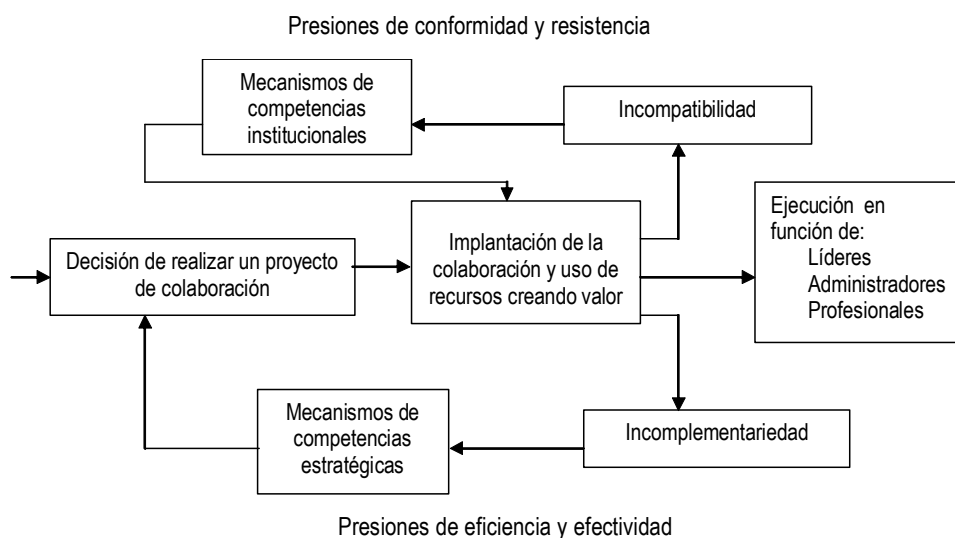 Presiones de conformidad y resistencia
Mecanismos de
competencias
institucionales
Incompatibilidad
Ejecución en
función de:
Líderes
Administradores
Profesionales
Implantación de la
colaboración y uso de
recursos creando valor
Decisión de realizar un proyecto
de colaboración
Mecanismos de
competencias
estratégicas
Incomplementariedad
Presiones de eficiencia y efectividad